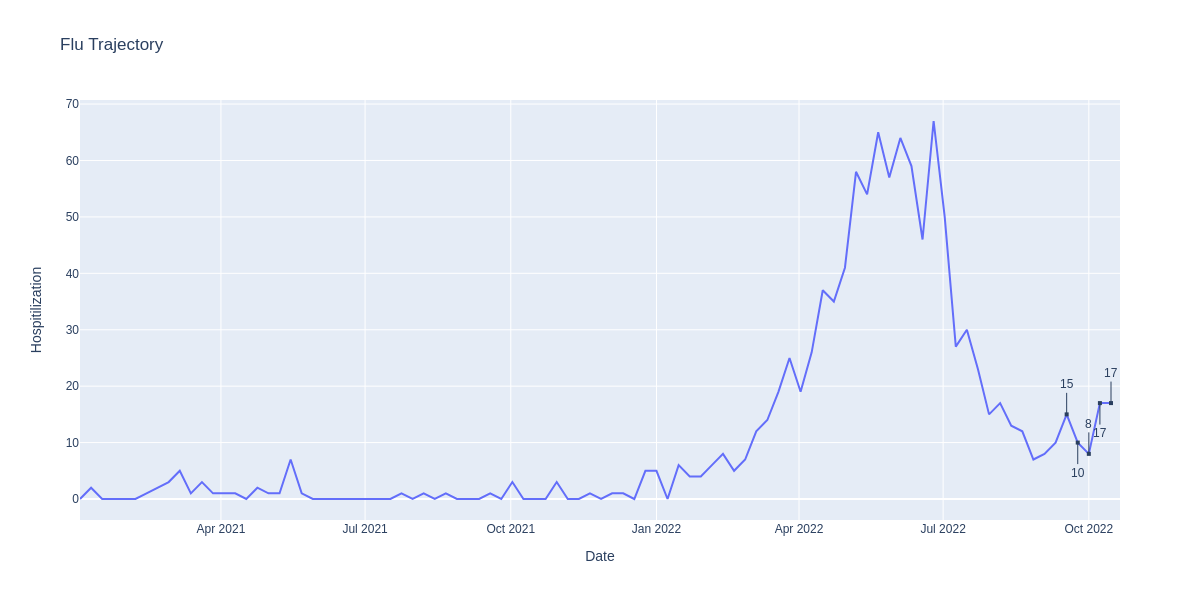 Flu Trajectory
70
60
50
40
30
20
10
0
Hospitilization
17
15
8
17
10
Apr 2021
Jul 2021
Oct 2021
Jan 2022
Apr 2022
Jul 2022
Oct 2022
Date